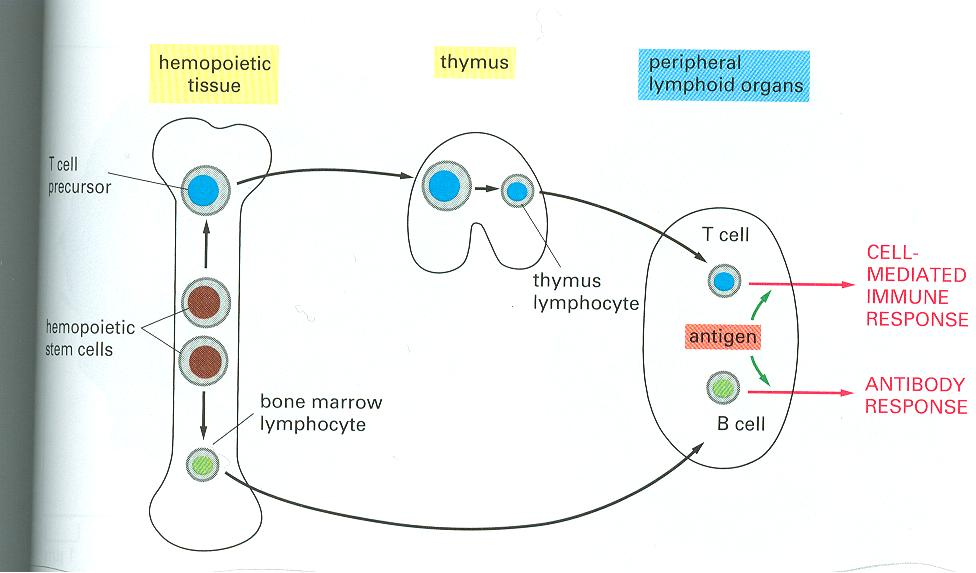 hemopoietic
tissue
thymus
peripheral
lymphoid organs
T cell
precursor
hemopoietic
stem cells
bone marrow
lymphocyte
thymus
lymphocyte
T cell
antigen
B cell
CELL-
MEDIATED
IMMUNE
RESPONSE
ANTIBODY
RESPONSE